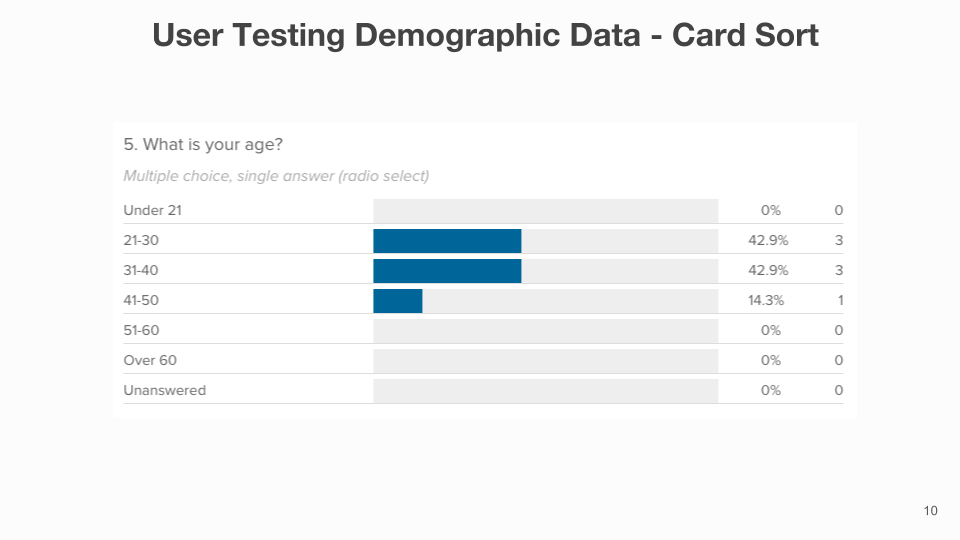 User Testing Demographic Data - Card Sort
5. What is your age?
Multiple choice, single answer (radio select)
Under 21 0% 0
21-30 42.9% 3
31-40 42.9% 3
41-50 14.3% 1
51-60 0% 0
Over 60 0% 0
Unanswered 0% 0
10